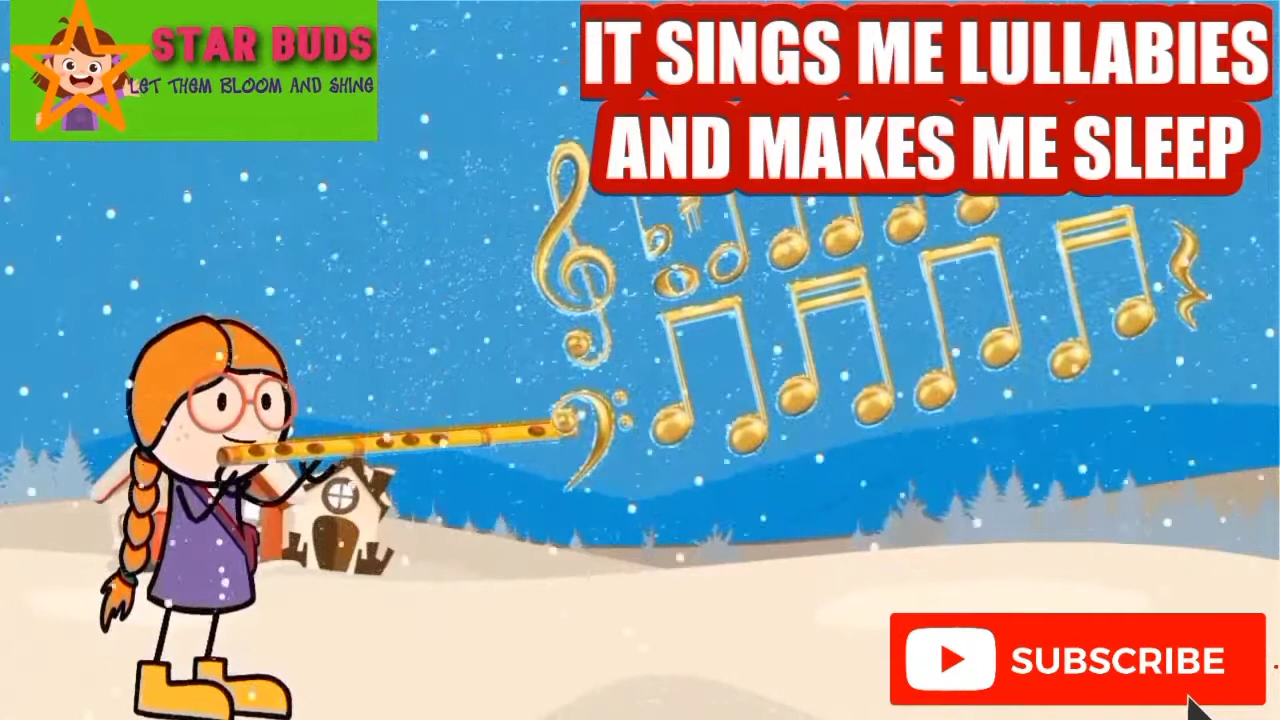 STAR BUDS
LET THEM BLOOM AND SHINE
IT SINGS ME LULLABIES
AND MAKES ME SLEEP
SUBSCRIBE